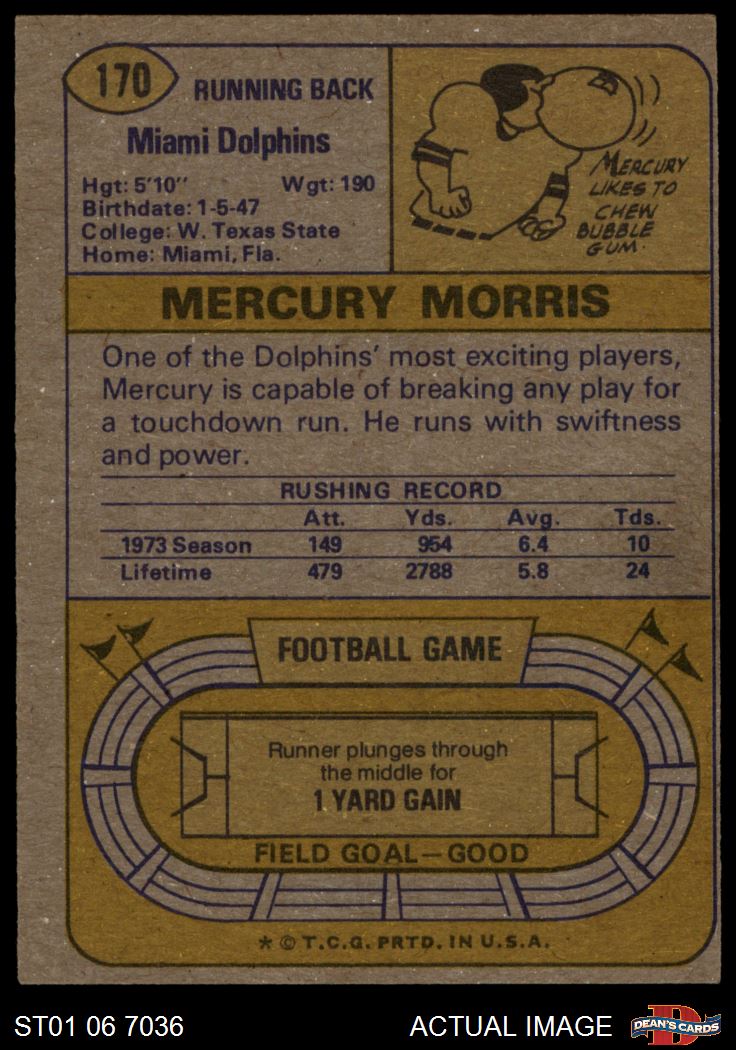 170
RUNNING BACK
Miami Dolphins
Hgt: 5'10" Wgt: 190
Birthdate: 1-5-47
College: W. Texas State
Home: Miami, Fla.
MERCURY
LIKES TO
CHEW
BUBBLE
GUM.
MERCURY MORRIS
One of the Dolphins' most exciting players,
Mercury is capable of breaking any play for
a touchdown run. He runs with swiftness
and power.
RUSHING RECORD
Att. Yds. Avg. Tds.
1973 Season 149 954 6.4 10
Lifetime 479 2788 5.8 24
FOOTBALL GAME
Runner plunges through
the middle for
1 YARD GAIN
FIELD GOAL—GOOD
* © T.C.G. PRTD. IN U.S.A.
ST01 06 7036 ACTUAL IMAGE
D
DEAN'S CARDS